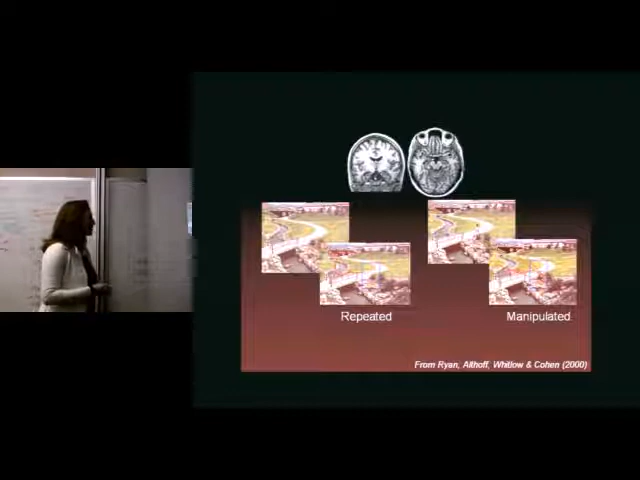 Repeated
Manipulated
From Ryan, Althoff, Whitlow & Cohen (2000)